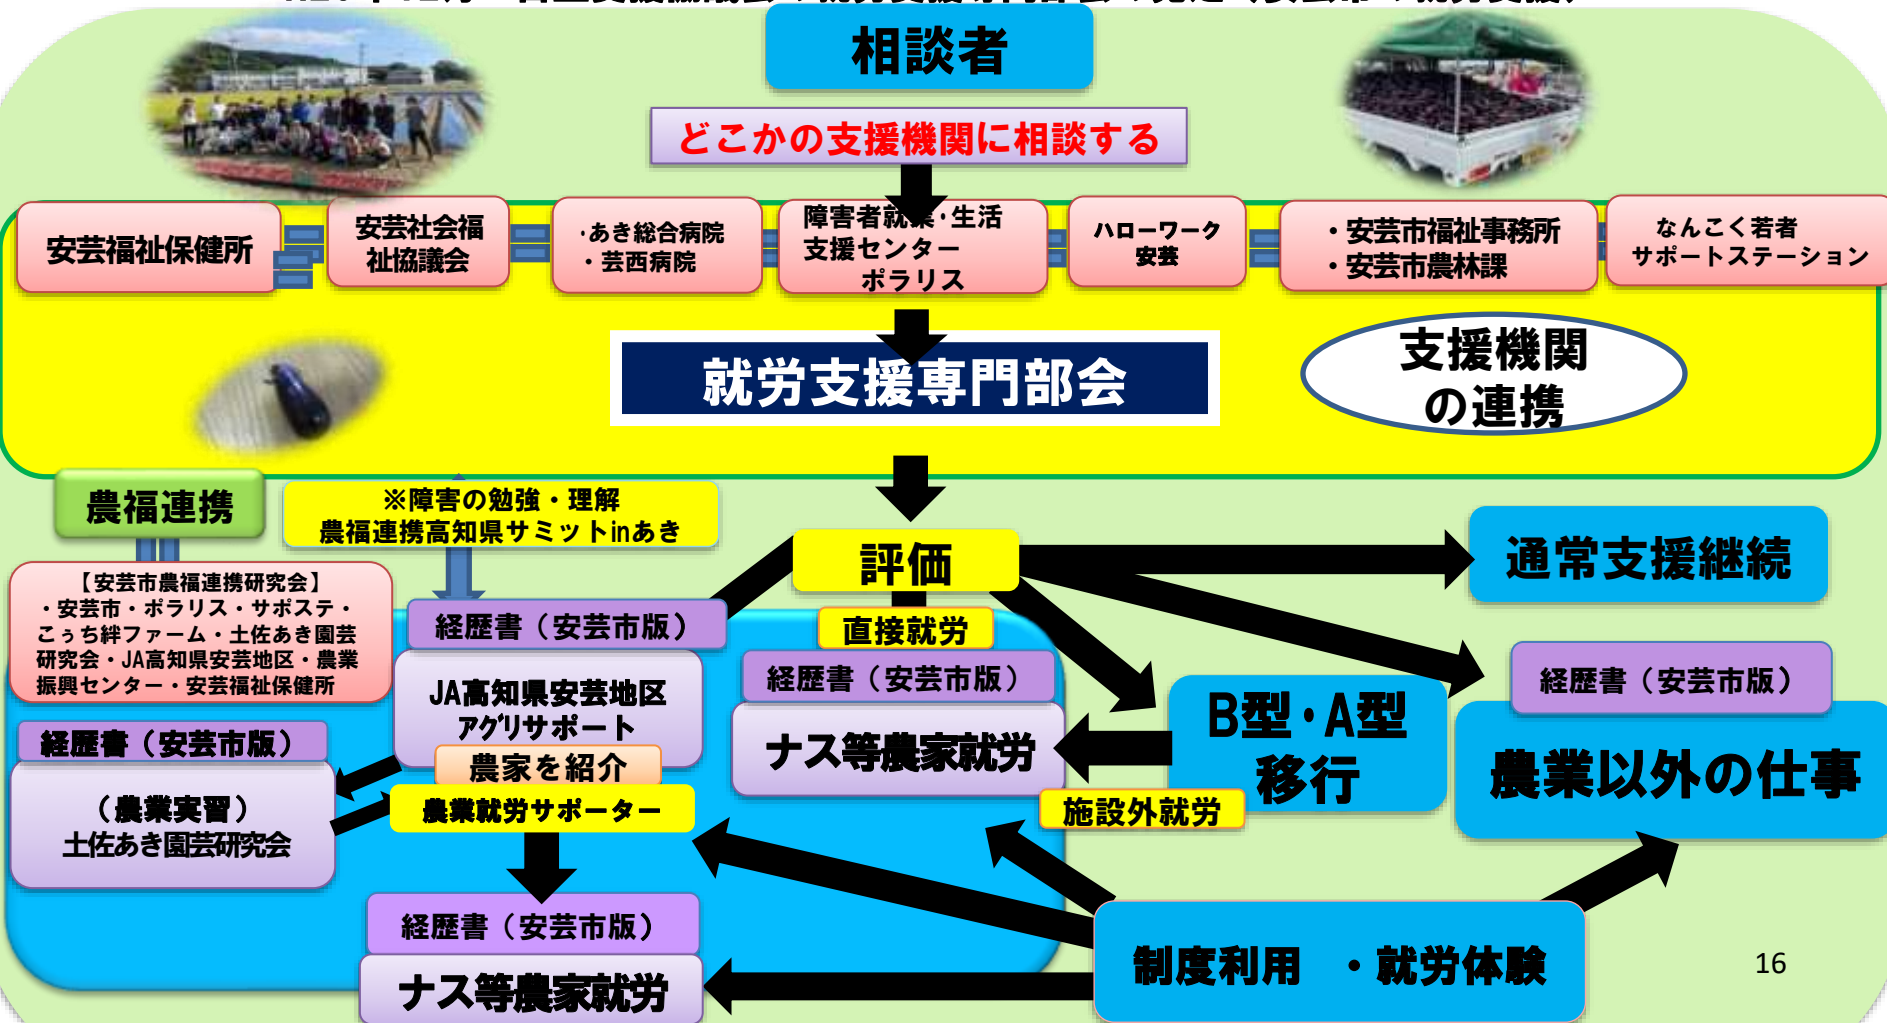 相談者
どこかの支援機関に相談する
安芸福祉保健所
安芸社会福
祉協議会
・あき総合病院
・芸西病院
障害者就業・生活
支援センター
ポラリス
ハローワーク
安芸
・安芸市福祉事務所
・安芸市農林課
なんこく若者
サポートステーション
就労支援専門部会
支援機関
の連携
農福連携
※障害の勉強・理解
農福連携高知県サミットinあき
評価
通常支援継続
【安芸市農福連携研究会】
・安芸市・ポラリス・サポステ・
こうち絆ファーム・土佐あき園芸
研究会・JA高知県安芸地区・農業
振興センター・安芸福祉保健所
経歴書（安芸市版）
JA高知県安芸地区
アグリサポート
農家を紹介
農業就労サポーター
直接就労
経歴書（安芸市版）
ナス等農家就労
B型・A型
移行
施設外就労
経歴書（安芸市版）
農業以外の仕事
経歴書（安芸市版）
（農業実習）
土佐あき園芸研究会
経歴書（安芸市版）
ナス等農家就労
制度利用　・就労体験
16